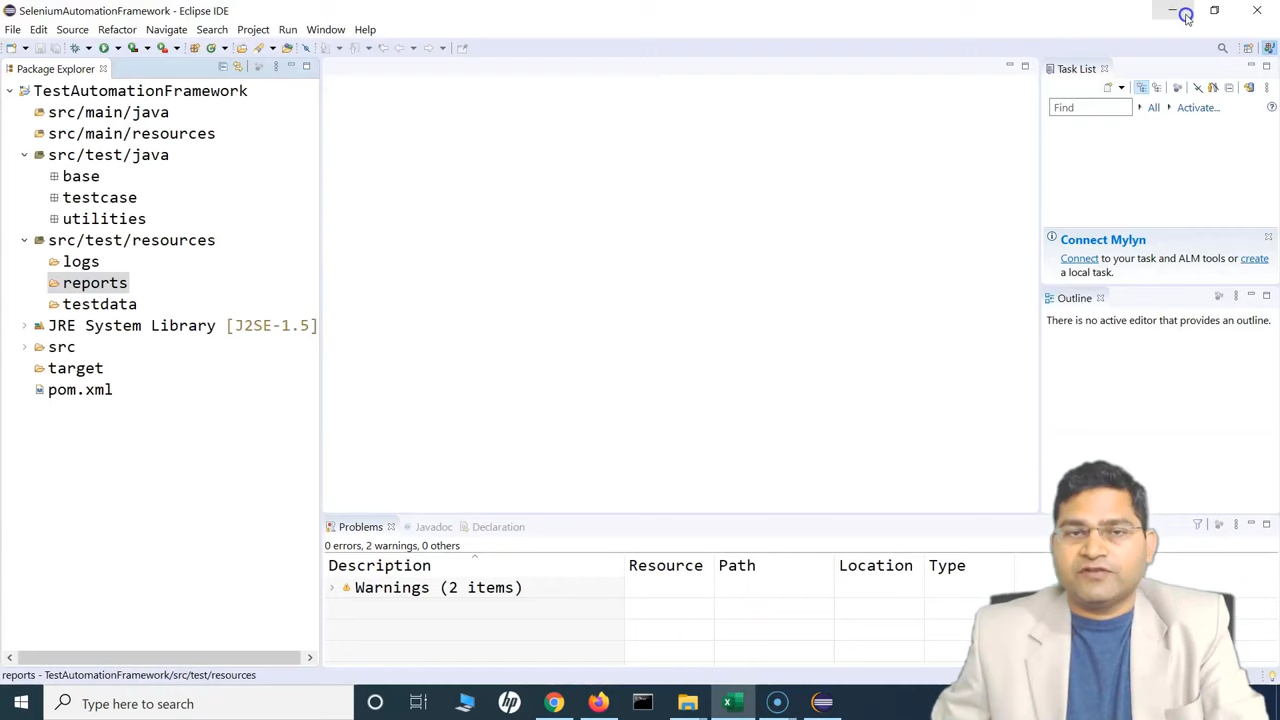 SeleniumAutomationFramework - Eclipse IDE
File Edit Source Refactor Navigate Search Project Run Window Help
Package Explorer
TestAutomationFramework
src/main/java
src/main/resources
src/test/java
base
testcase
utilities
src/test/resources
logs
reports
testdata
JRE System Library [J2SE-1.5]
src
target
pom.xml
Task List
Find All Activate...
Connect Mylyn
Connect to your task and ALM tools or create
a local task.
Outline
There is no active editor that provides an outline.
Problems Javadoc Declaration
0 errors, 2 warnings, 0 others
Description Resource Path Location Type
Warnings (2 items)
reports - TestAutomationFramework/src/test/resources
Type here to search